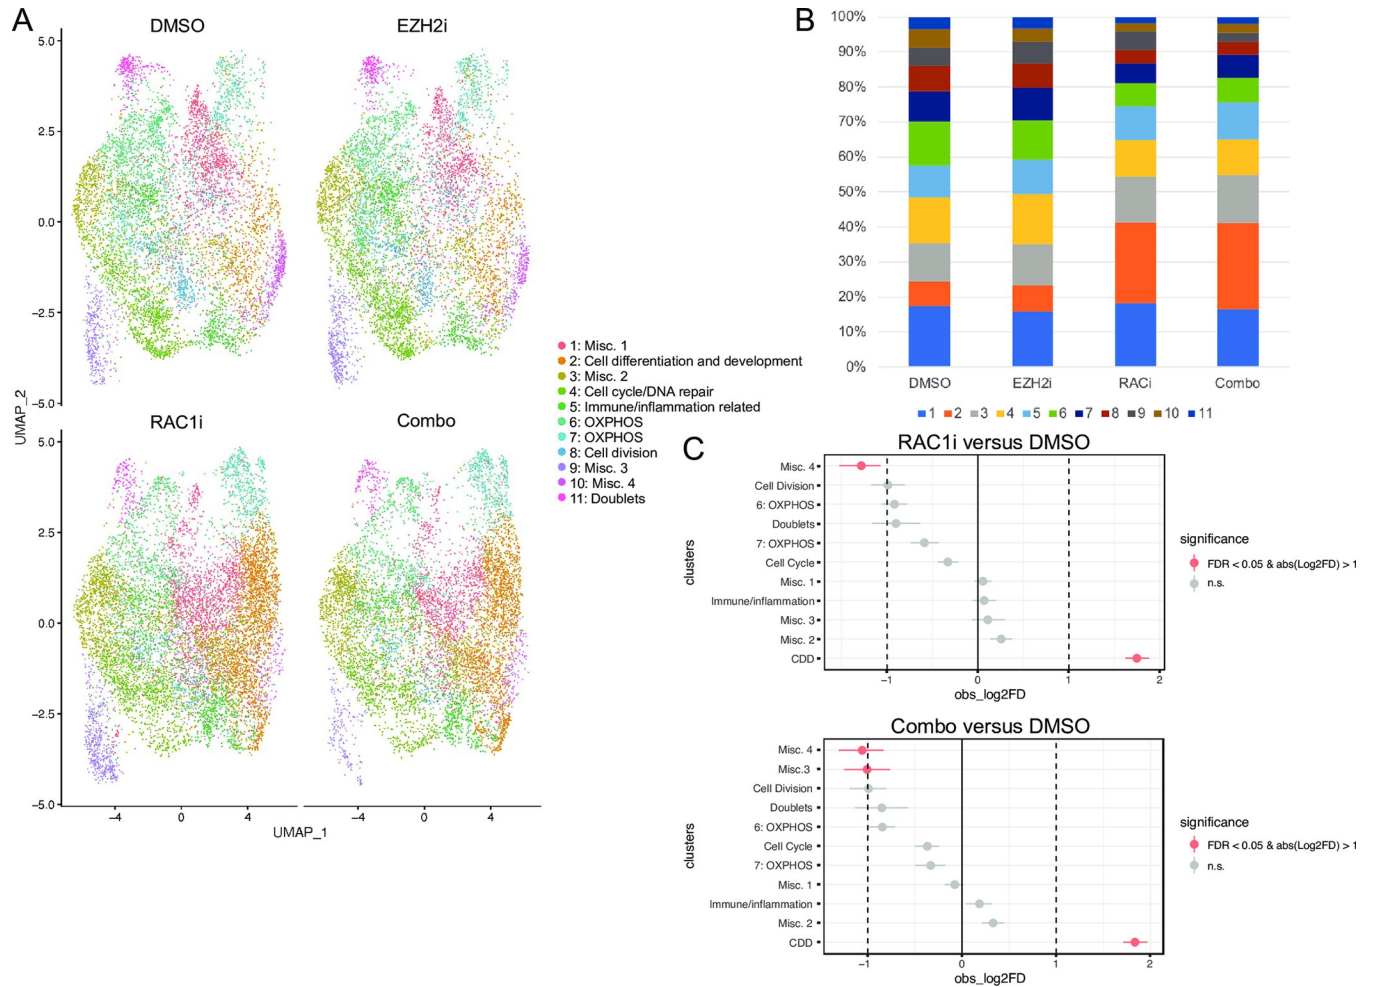 A
DMSO
EZH2i
5.0
2.5
0.0
−2.5
−5.0
RAC1i
Combo
5.0
2.5
0.0
−2.5
−5.0
−4
0
4
−4
0
4
UMAP_1
UMAP_2
1: Misc. 1
2: Cell differentiation and development
3: Misc. 2
4: Cell cycle/DNA repair
5: Immune/inflammation related
6: OXPHOS
7: OXPHOS
8: Cell division
9: Misc. 3
10: Misc. 4
11: Doublets
B
100%
90%
80%
70%
60%
50%
40%
30%
20%
10%
0%
DMSO
EZH2i
RACi
Combo
1 2 3 4 5 6 7 8 9 10 11
C
RAC1i versus DMSO
Misc. 4
Cell Division
6: OXPHOS
Doublets
7: OXPHOS
Cell Cycle
Misc. 1
Immune/inflammation
Misc. 3
Misc. 2
CDD
clusters
−1
0
1
2
obs_log2FD
significance
FDR < 0.05 & abs(Log2FD) > 1
n.s.
Combo versus DMSO
Misc. 4
Misc.3
Cell Division
Doublets
6: OXPHOS
Cell Cycle
7: OXPHOS
Misc. 1
Immune/inflammation
Misc. 2
CDD
clusters
−1
0
1
2
obs_log2FD
significance
FDR < 0.05 & abs(Log2FD) > 1
n.s.